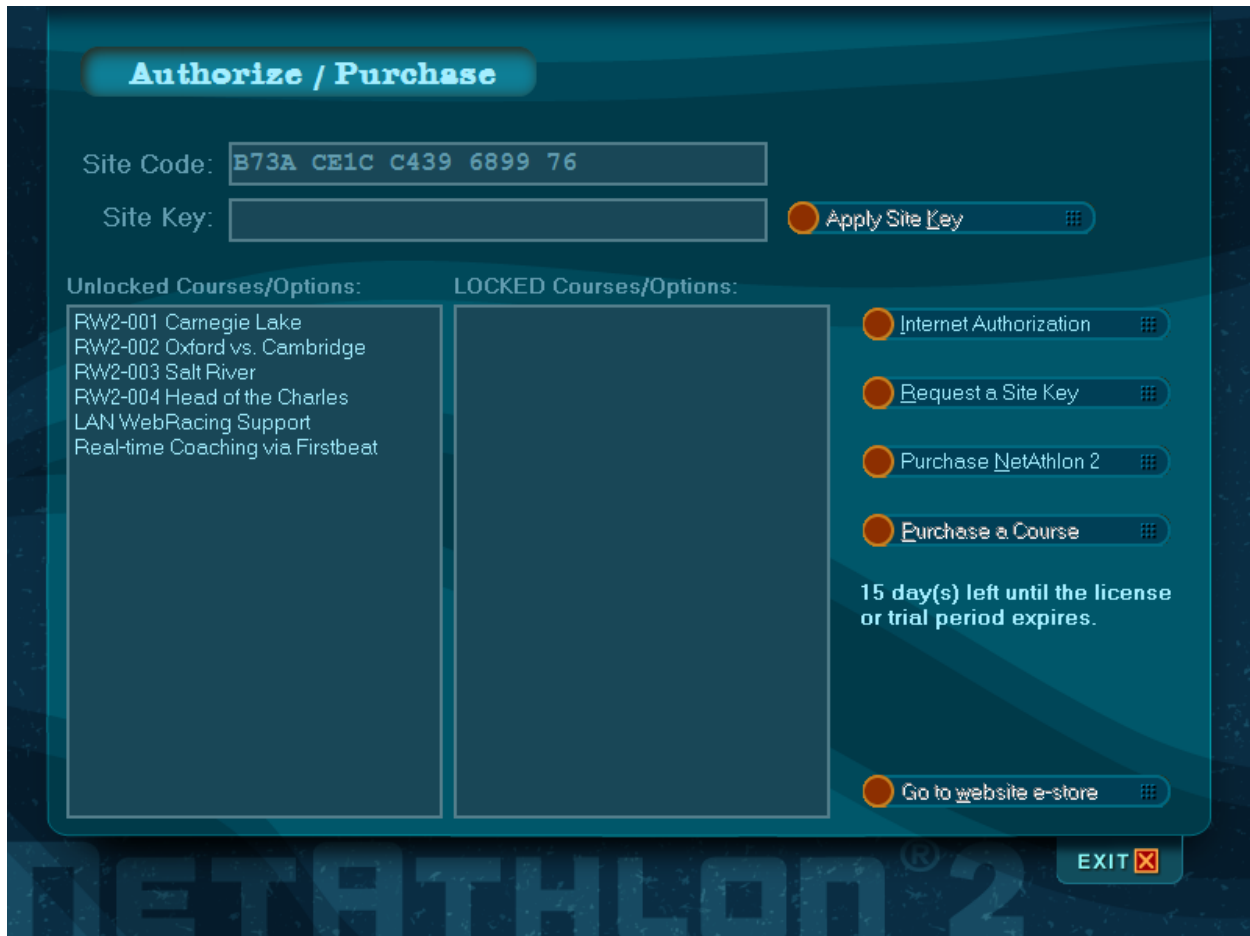 Authorize / Purchase
Site Code: B73A CE1C C439 6899 76
Site Key:
Apply Site Key
Unlocked Courses/Options:
LOCKED Courses/Options:
RW2-001 Carnegie Lake
RW2-002 Oxford vs. Cambridge
RW2-003 Salt River
RW2-004 Head of the Charles
LAN WebRacing Support
Real-time Coaching via Firstbeat
Internet Authorization
Request a Site Key
Purchase NetAthlon 2
Purchase a Course
15 day(s) left until the license
or trial period expires.
Go to website e-store
EXIT
NETATHLON® 2